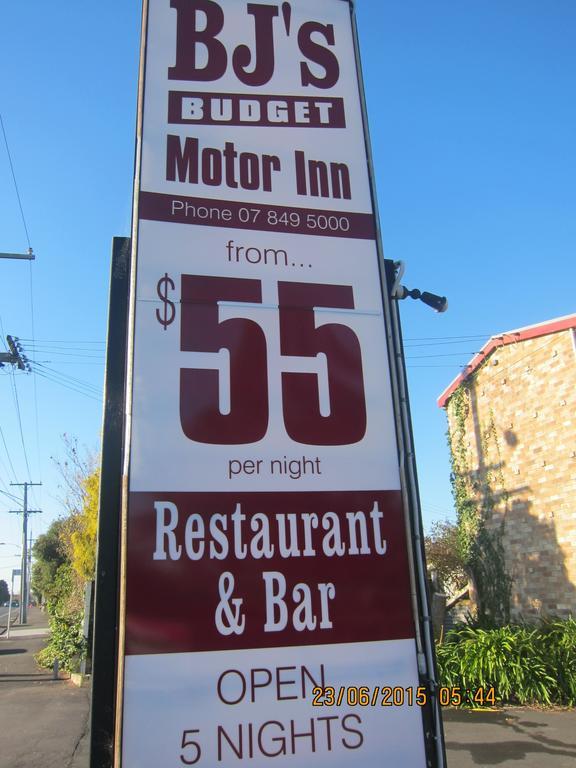 BJ's
BUDGET
Motor Inn
Phone 07 849 5000
from...
$55
per night
Restaurant
& Bar
OPEN
5 NIGHTS
23/06/2015 05:44